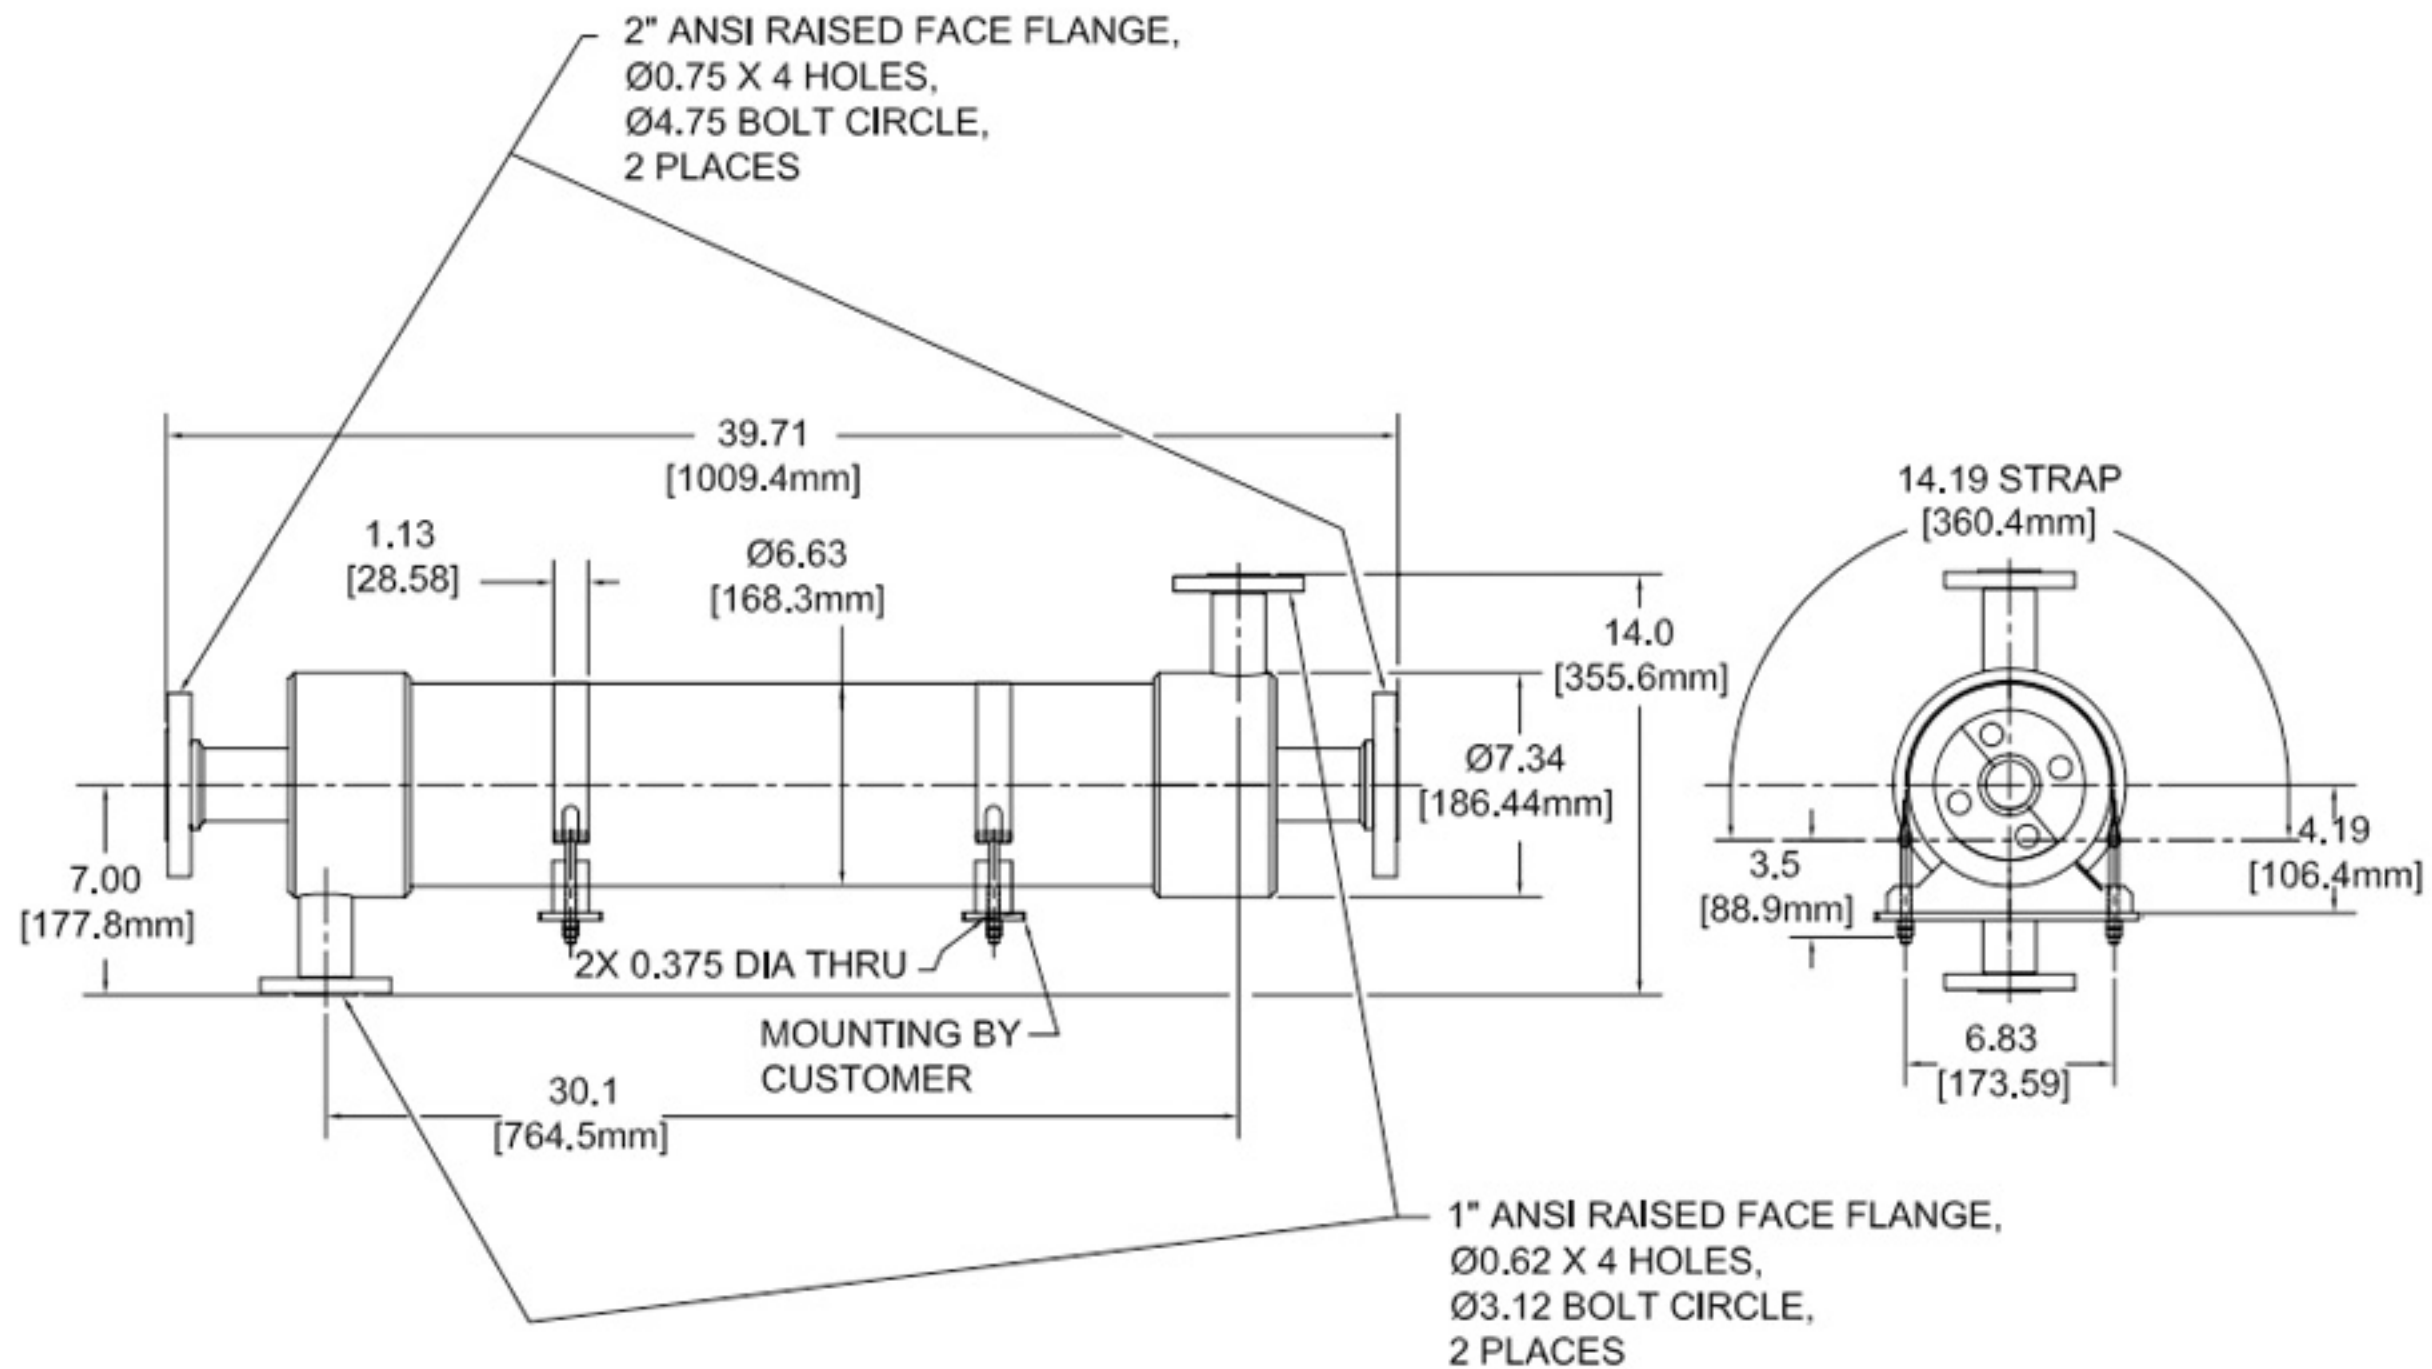 2" ANSI RAISED FACE FLANGE,
Ø0.75 X 4 HOLES,
Ø4.75 BOLT CIRCLE,
2 PLACES
39.71
[1009.4mm]
14.19 STRAP
[360.4mm]
1.13
[28.58]
Ø6.63
[168.3mm]
14.0
[355.6mm]
Ø7.34
[186.44mm]
4.19
[106.4mm]
3.5
[88.9mm]
7.00
[177.8mm]
2X 0.375 DIA THRU
MOUNTING BY
CUSTOMER
6.83
[173.59]
30.1
[764.5mm]
1" ANSI RAISED FACE FLANGE,
Ø0.62 X 4 HOLES,
Ø3.12 BOLT CIRCLE,
2 PLACES